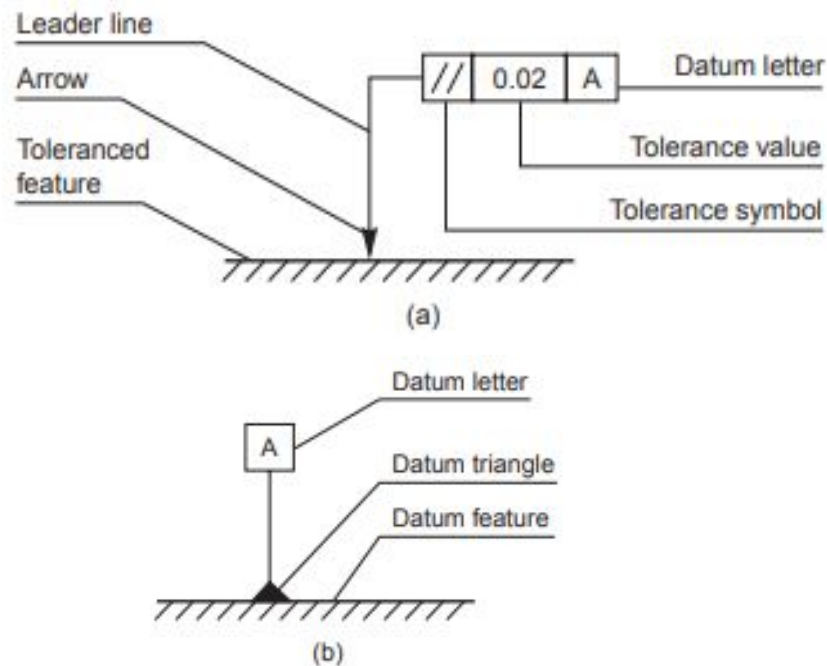 Leader line
Arrow
Toleranced
feature
// 0.02 A
Datum letter
Tolerance value
Tolerance symbol
(a)
Datum letter
A
Datum triangle
Datum feature
(b)